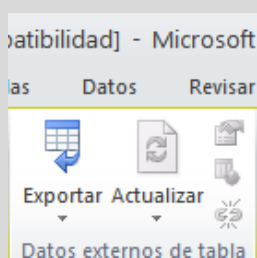 patibilidad] - Microsoft
las Datos Revisar
Exportar Actualizar
Datos externos de tabla